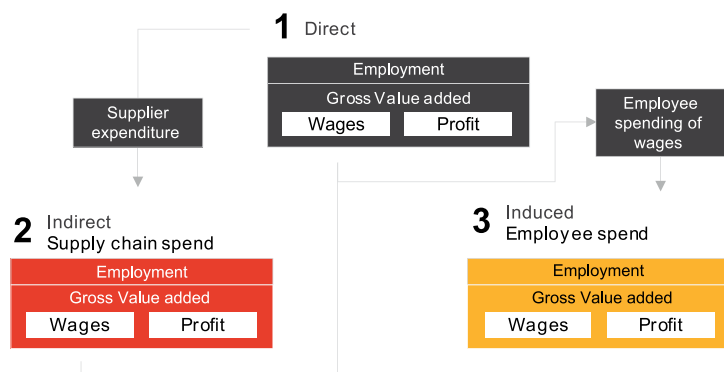 1 Direct
Employment
Gross Value added
Wages Profit
Supplier
expenditure
Employee
spending of
wages
2 Indirect
Supply chain spend
Employment
Gross Value added
Wages Profit
3 Induced
Employee spend
Employment
Gross Value added
Wages Profit